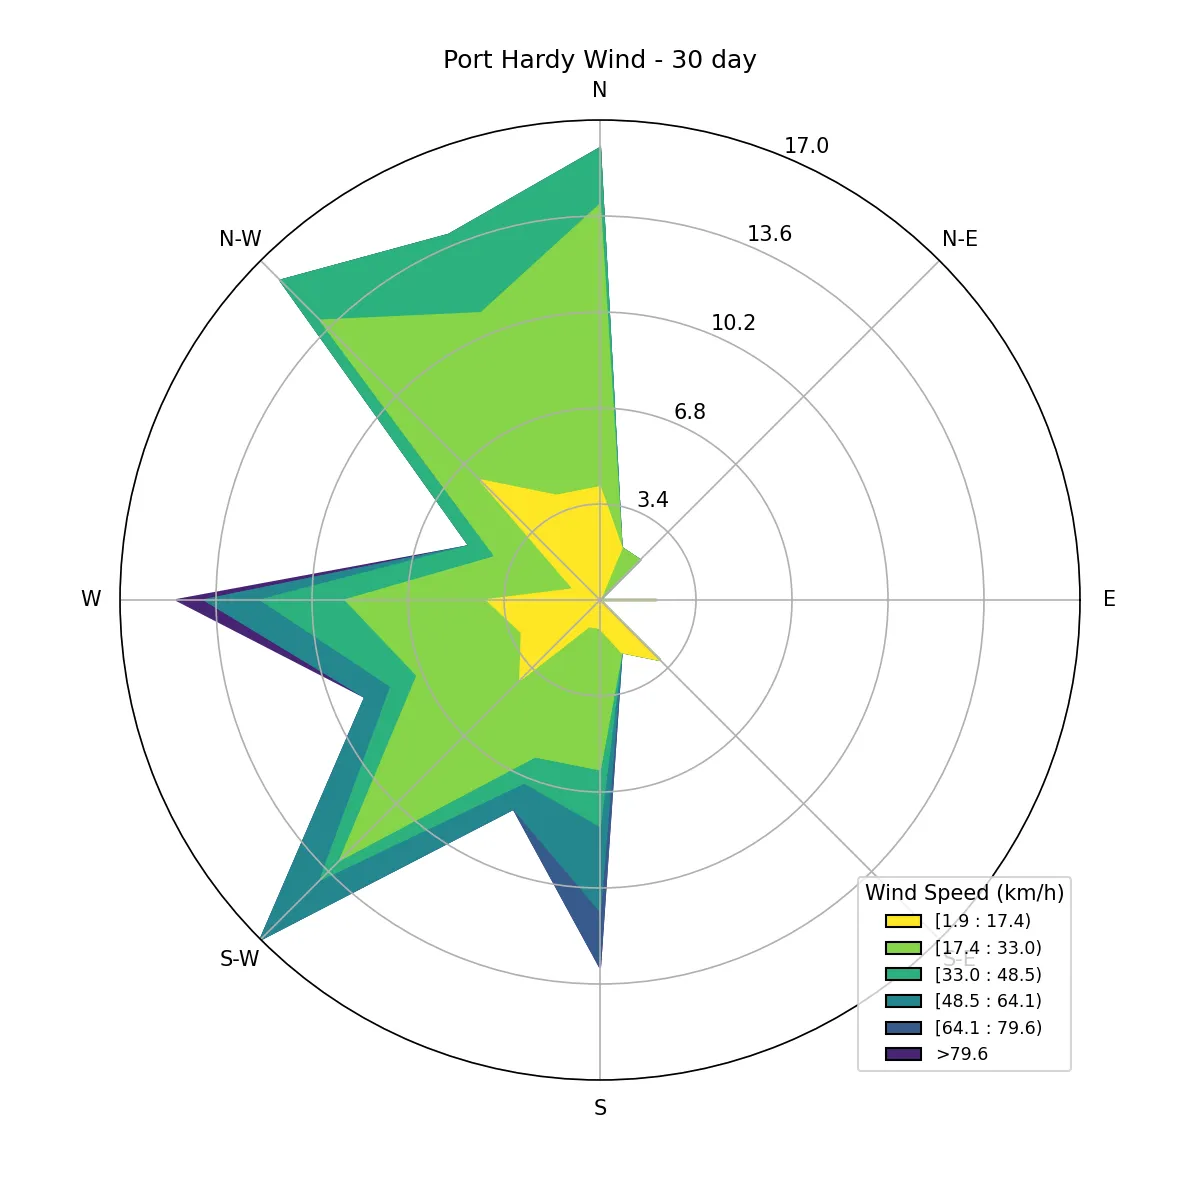 Port Hardy Wind - 30 day
N
17.0
N-W
13.6
N-E
10.2
6.8
3.4
W
E
S-W
S-E
S
Wind Speed (km/h)
[1.9 : 17.4)
[17.4 : 33.0)
[33.0 : 48.5)
[48.5 : 64.1)
[64.1 : 79.6)
>79.6